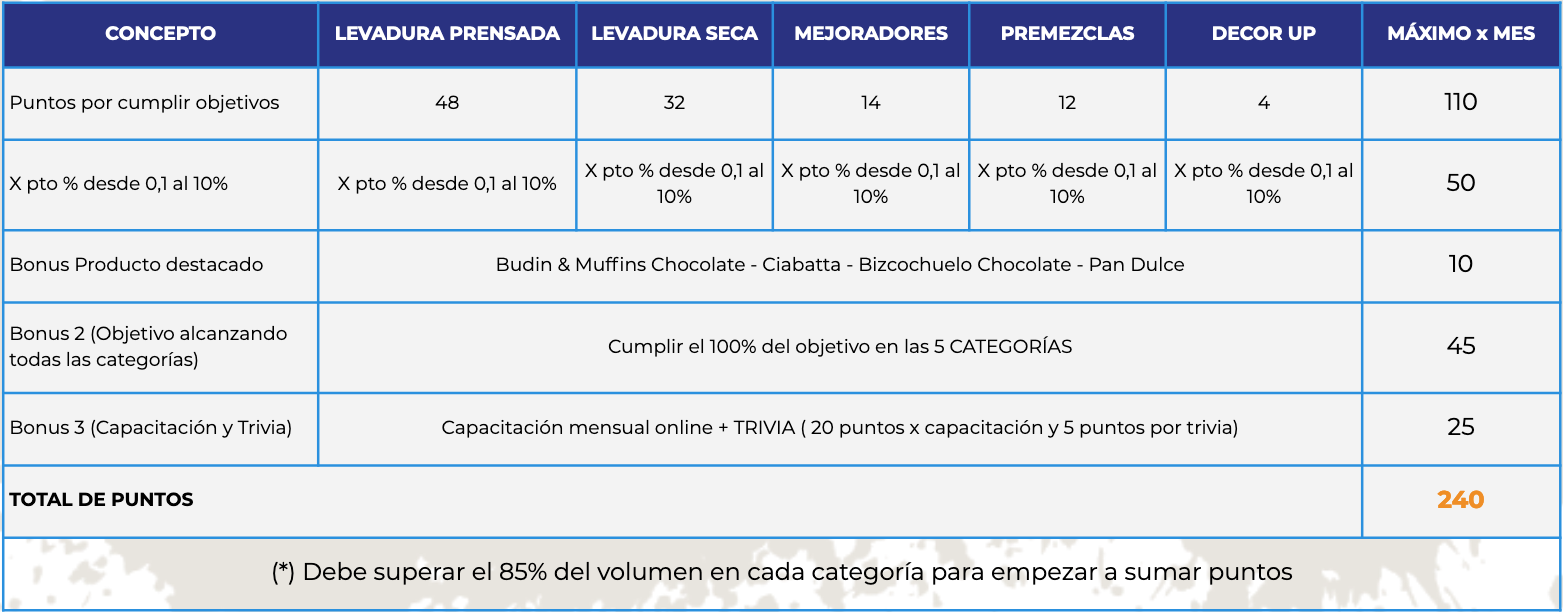 CONCEPTO LEVADURA PRENSADA LEVADURA SECA MEJORADORES PREMEZCLAS DECOR UP MÁXIMO x MES
Puntos por cumplir objetivos 48 32 14 12 4 110
X pto % desde 0,1 al 10% X pto % desde 0,1 al 10% X pto % desde 0,1 al 10% X pto % desde 0,1 al 10% X pto % desde 0,1 al 10% X pto % desde 0,1 al 10% 50
Bonus Producto destacado Budin & Muffins Chocolate - Ciabatta - Bizcochuelo Chocolate - Pan Dulce 10
Bonus 2 (Objetivo alcanzando
todas las categorías) Cumplir el 100% del objetivo en las 5 CATEGORÍAS 45
Bonus 3 (Capacitación y Trivia) Capacitación mensual online + TRIVIA ( 20 puntos x capacitación y 5 puntos por trivia) 25
TOTAL DE PUNTOS 240
(*) Debe superar el 85% del volumen en cada categoría para empezar a sumar puntos